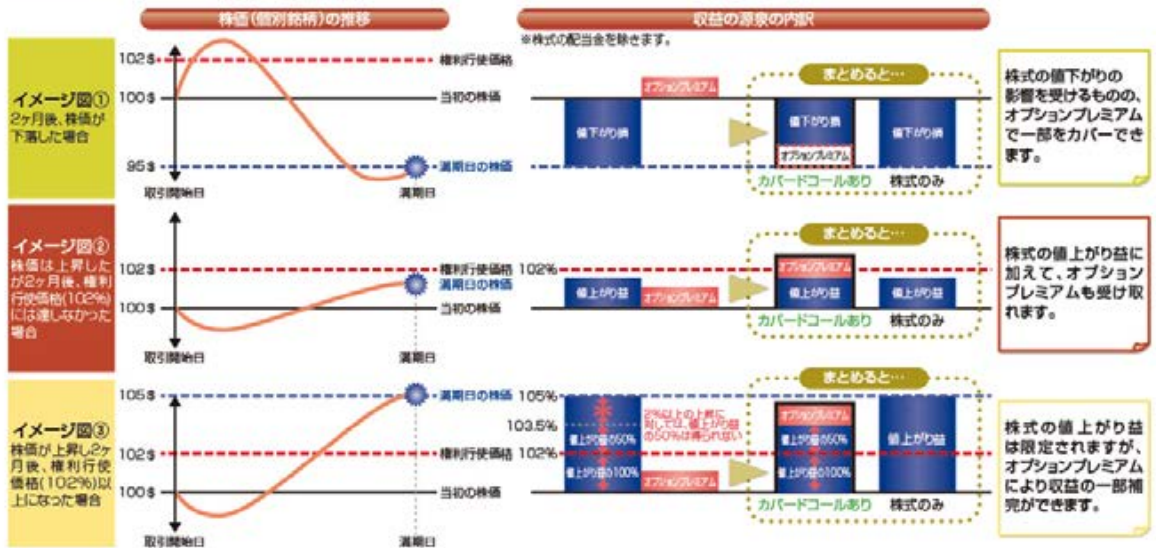 株価(個別銘柄)の推移
収益の源泉の内訳
※株式の配当金を除きます。
イメージ図①
2ヶ月後、株価が
下落した場合
102$
100$
95$
権利行使価格
当初の株価
満期日の株価
取引開始日
満期日
オプションプレミアム
値下がり損
まとめると…
値下がり損
オプションプレミアム
値下がり損
カバードコールあり
株式のみ
株式の値下がりの
影響を受けるものの、
オプションプレミアム
で一部をカバーでき
ます。
イメージ図②
株価は上昇した
が2ヶ月後、権利
行使価格(102%)
には達しなかった
場合
102$
100$
権利行使価格
満期日の株価
当初の株価
取引開始日
満期日
102%
値上がり益
オプションプレミアム
まとめると…
オプションプレミアム
値上がり益
値上がり益
カバードコールあり
株式のみ
株式の値上がり益に
加えて、オプション
プレミアムも受け取
れます。
イメージ図③
株価が上昇し2ヶ
月後、権利行使
価格(102%)以
上になった場合
105$
102$
100$
満期日の株価
権利行使価格
当初の株価
取引開始日
満期日
105%
103.5%
102%
2%以上の上昇に
対しては、値上がり益
の50%は得られない
値上がり益の50%
値上がり益の100%
オプションプレミアム
まとめると…
オプションプレミアム
値上がり益の50%
値上がり益の100%
値上がり益
カバードコールあり
株式のみ
株式の値上がり益
は限定されますが、
オプションプレミアム
により収益の一部補
完ができます。